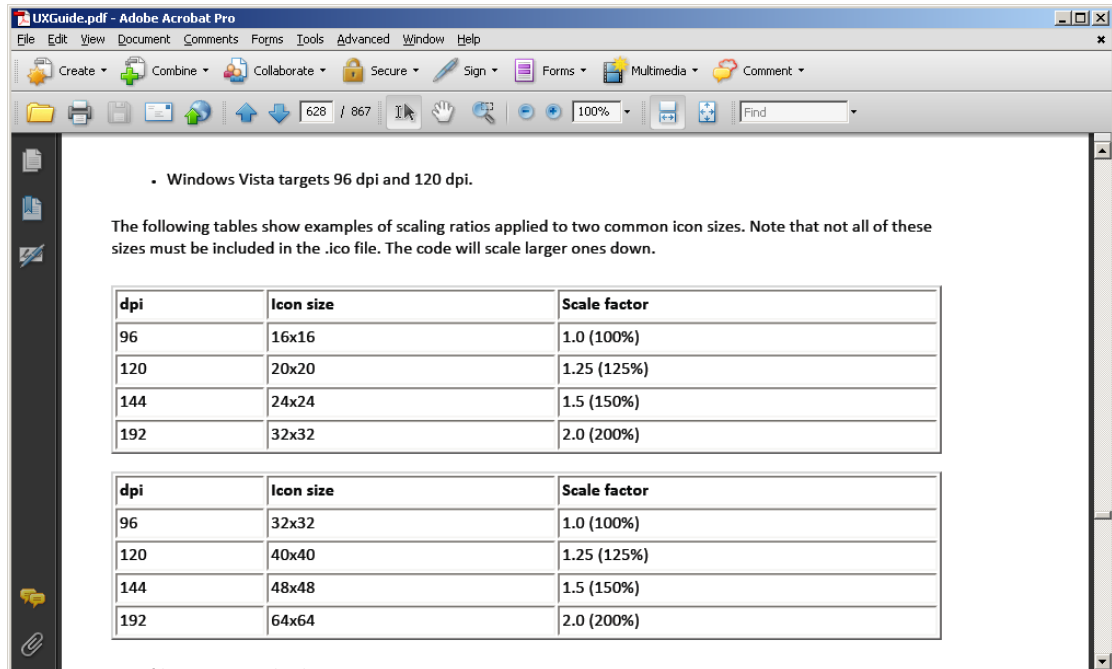 UXGuide.pdf - Adobe Acrobat Pro
File Edit View Document Comments Forms Tools Advanced Window Help
Create Combine Collaborate Secure Sign Forms Multimedia Comment
628 / 867 100% Find
• Windows Vista targets 96 dpi and 120 dpi.
The following tables show examples of scaling ratios applied to two common icon sizes. Note that not all of these
sizes must be included in the .ico file. The code will scale larger ones down.
dpi Icon size Scale factor
96 16x16 1.0 (100%)
120 20x20 1.25 (125%)
144 24x24 1.5 (150%)
192 32x32 2.0 (200%)
dpi Icon size Scale factor
96 32x32 1.0 (100%)
120 40x40 1.25 (125%)
144 48x48 1.5 (150%)
192 64x64 2.0 (200%)